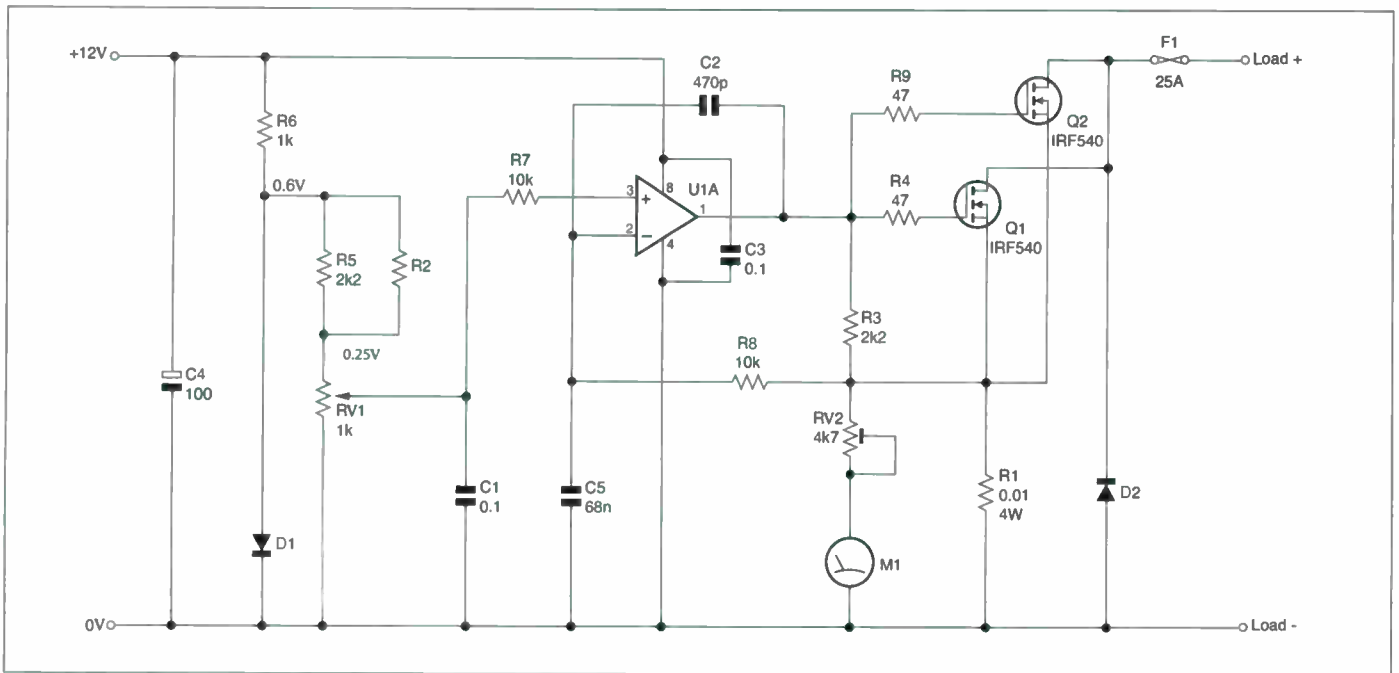 +12V
R6
1k
0.6V
R5
2k2
R2
0.25V
RV1
1k
C4
100
D1
0V
C1
0.1
R7
10k
C5
68n
C2
470p
3
+
2
−
8
U1A
1
4
C3
0.1
R8
10k
R9
47
R4
47
R3
2k2
RV2
4k7
M1
Q2
IRF540
Q1
IRF540
R1
0.01
4W
D2
F1
25A
Load +
Load -